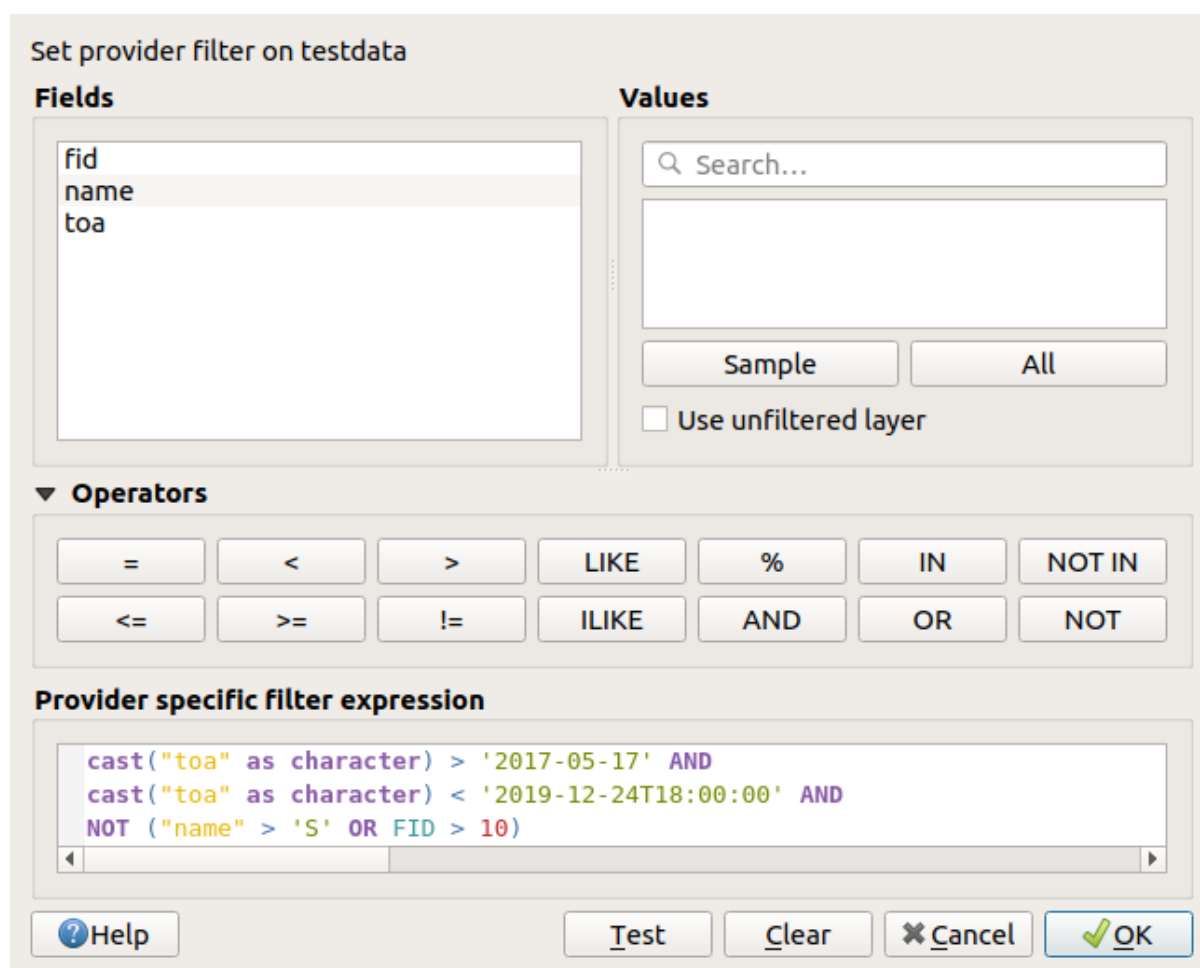 Set provider filter on testdata
Fields
Values
fid
name
toa
Search...
Sample
All
Use unfiltered layer
Operators
= < > LIKE % IN NOT IN
<= >= != ILIKE AND OR NOT
Provider specific filter expression
cast("toa" as character) > '2017-05-17' AND
cast("toa" as character) < '2019-12-24T18:00:00' AND
NOT ("name" > 'S' OR FID > 10)
Help
Test
Clear
Cancel
OK